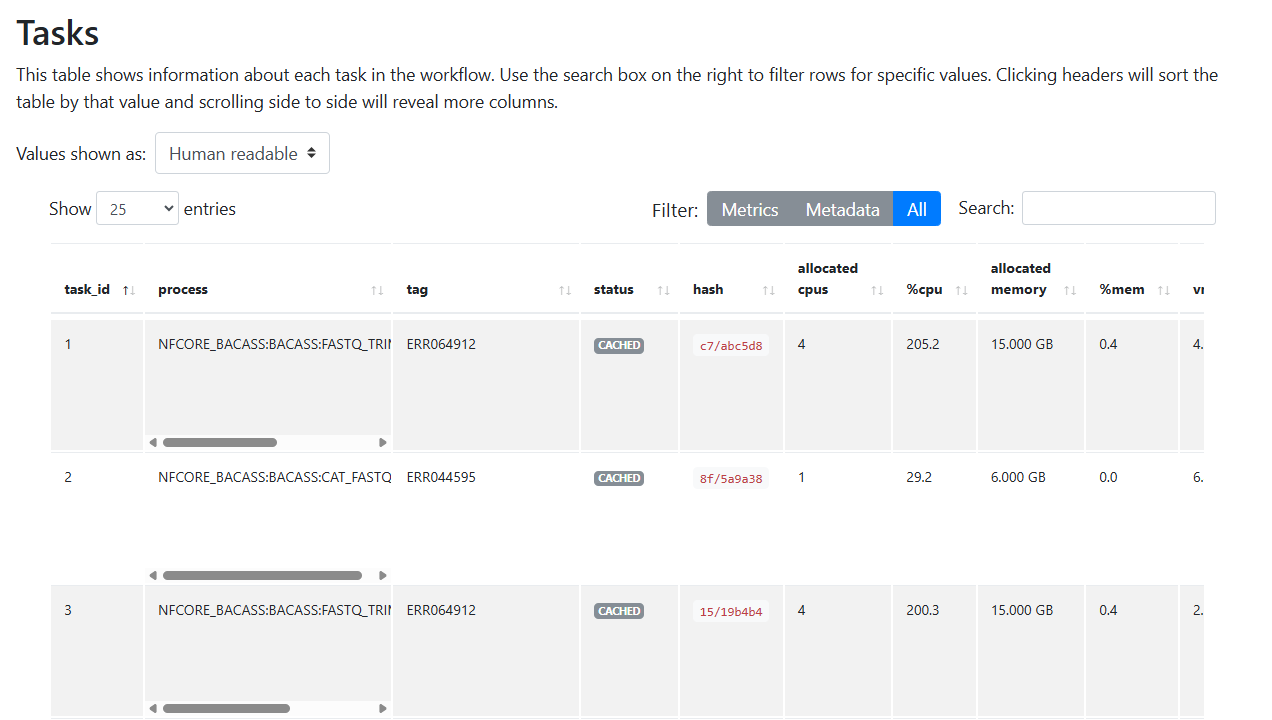 Tasks
This table shows information about each task in the workflow. Use the search box on the right to filter rows for specific values. Clicking headers will sort the
table by that value and scrolling side to side will reveal more columns.
Values shown as: Human readable
Show 25 entries Filter: Metrics Metadata All Search:
task_id process tag status hash allocated cpus %cpu allocated memory %mem
1 NFCORE_BACASS:BACASS:FASTQ_TRIM ERR064912 CACHED c7/abc5d8 4 205.2 15.000 GB 0.4 4.
2 NFCORE_BACASS:BACASS:CAT_FASTQ ERR044595 CACHED 8f/5a9a38 1 29.2 6.000 GB 0.0 6.
3 NFCORE_BACASS:BACASS:FASTQ_TRIM ERR064912 CACHED 15/19b4b4 4 200.3 15.000 GB 0.4 2.